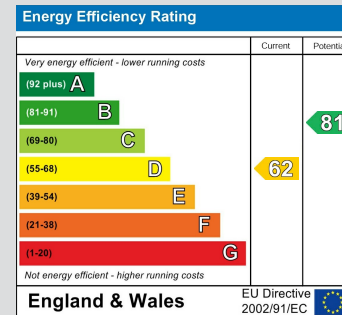 Energy Efficiency Rating
Current Potentia
Very energy efficient - lower running costs
(92 plus) A
(81-91) B
81
(69-80) C
(55-68) D
62
(39-54) E
(21-38) F
(1-20) G
Not energy efficient - higher running costs
England & Wales
EU Directive
2002/91/EC